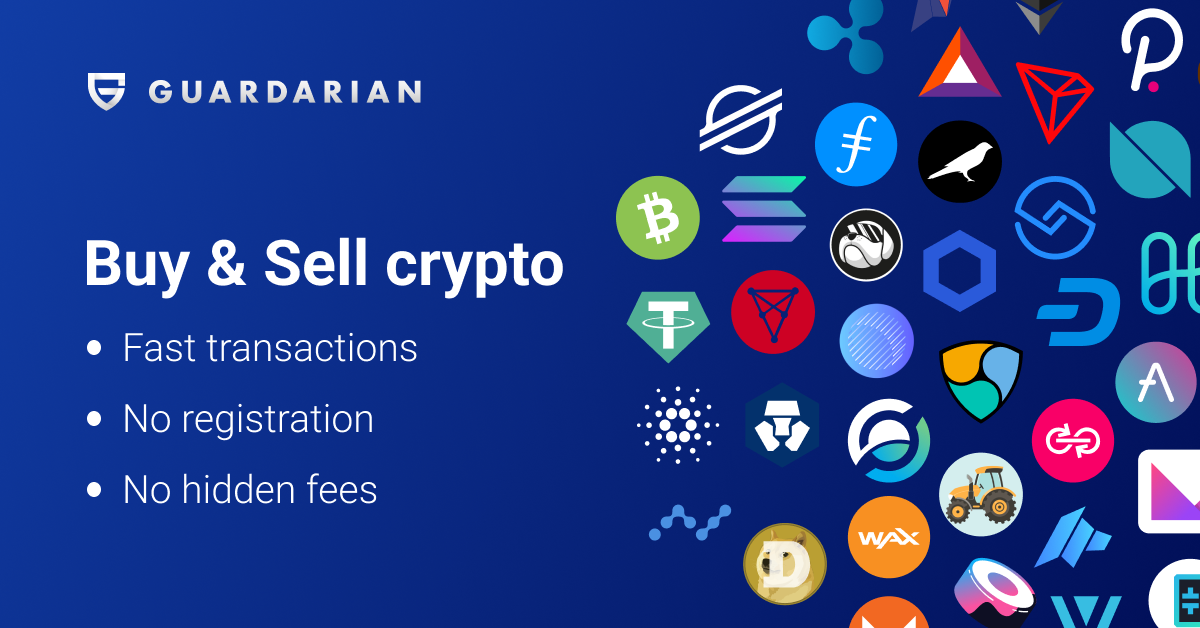 GUARDARIAN
Buy & Sell crypto
• Fast transactions
• No registration
• No hidden fees
WAX